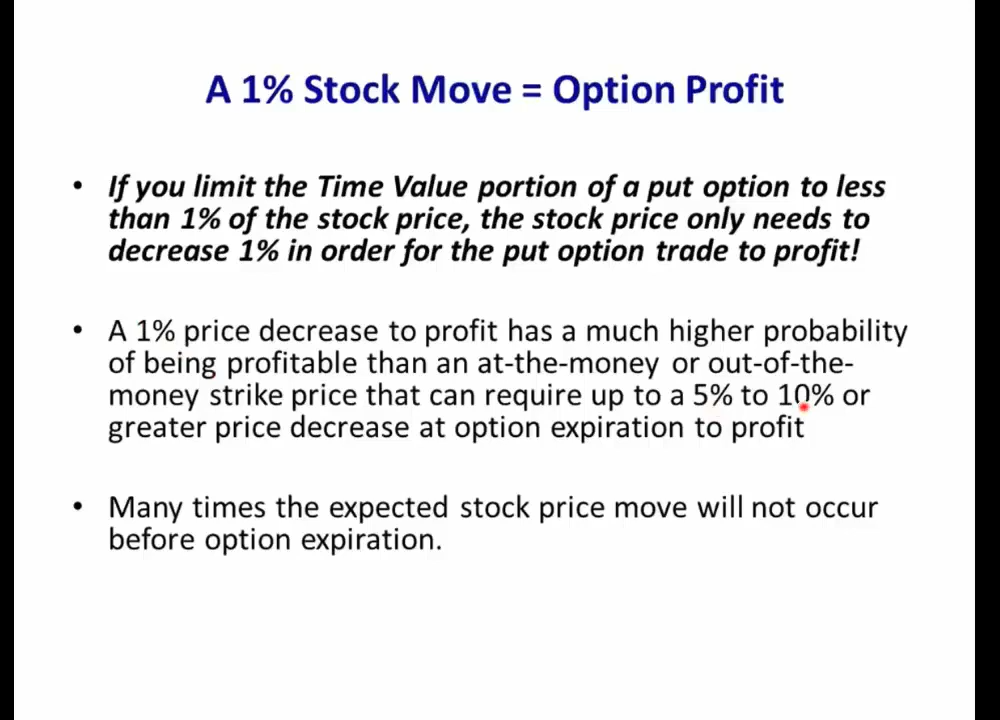 A 1% Stock Move = Option Profit
• If you limit the Time Value portion of a put option to less
than 1% of the stock price, the stock price only needs to
decrease 1% in order for the put option trade to profit!
• A 1% price decrease to profit has a much higher probability
of being profitable than an at-the-money or out-of-the-
money strike price that can require up to a 5% to 10% or
greater price decrease at option expiration to profit
• Many times the expected stock price move will not occur
before option expiration.